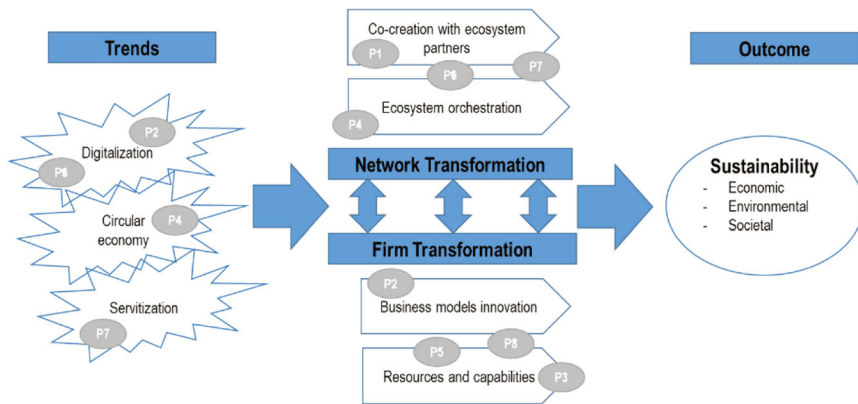 Trends
P2
Digitalization
P6
Circular
economy
P4
Servitization
P7
Co-creation with ecosystem
partners
P1
P6
P7
Ecosystem orchestration
P4
Network Transformation
Firm Transformation
P2
Business models innovation
P5
P8
Resources and capabilities
P3
Outcome
Sustainability
- Economic
- Environmental
- Societal